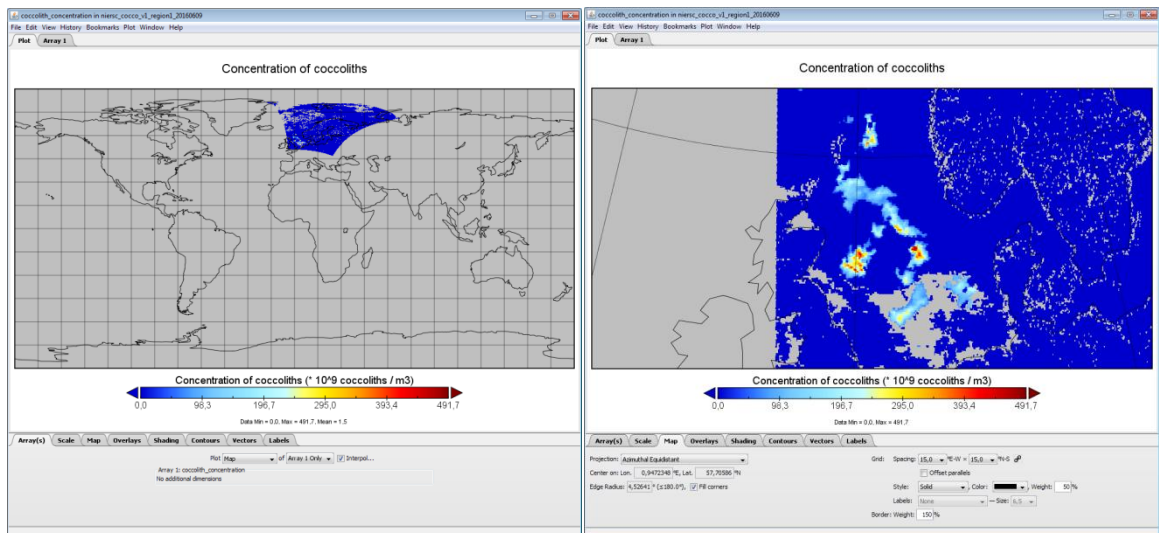 coccolith_concentration in niersc_cocco_v1_region1_20160609
File Edit View History Bookmarks Plot Window Help
Plot Array 1
Concentration of coccoliths
Concentration of coccoliths (* 10^9 coccoliths / m3)
0,0 98,3 196,7 295,0 393,4 491,7
Data Min = 0,0, Max = 491,7, Mean = 1,5
Array(s) Scale Map Overlays Shading Contours Vectors Labels
Plot Map of Array 1 Only Interpol...
Array 1: coccolith_concentration
No additional dimensions
coccolith_concentration in niersc_cocco_v1_region1_20160609
File Edit View History Bookmarks Plot Window Help
Plot Array 1
Concentration of coccoliths
Concentration of coccoliths (* 10^9 coccoliths / m3)
0,0 98,3 196,7 295,0 393,4 491,7
Data Min = 0,0, Max = 491,7
Array(s) Scale Map Overlays Shading Contours Vectors Labels
Projection: Azimuthal Equidistant Grid: Spacing: 15,0 °E-W × 15,0 °N-S
Center on: Lon. 0,9472348 °E, Lat. 57,70586 °N Offset parallels
Edge Radius: 4,52641 ° (≤180.0°), Fill corners Style: Solid , Color: , Weight: 50 %
Labels: None — Size: A.S
Border: Weight: 150 %